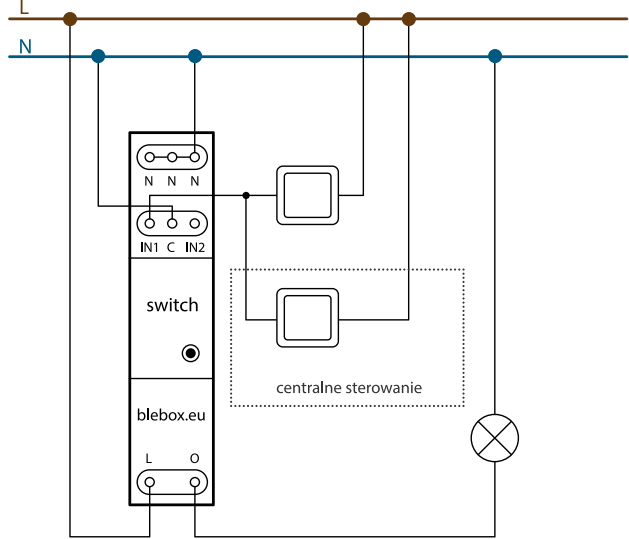 L
N
N N N
IN1 C IN2
switch
centralne sterowanie
blebox.eu
L O